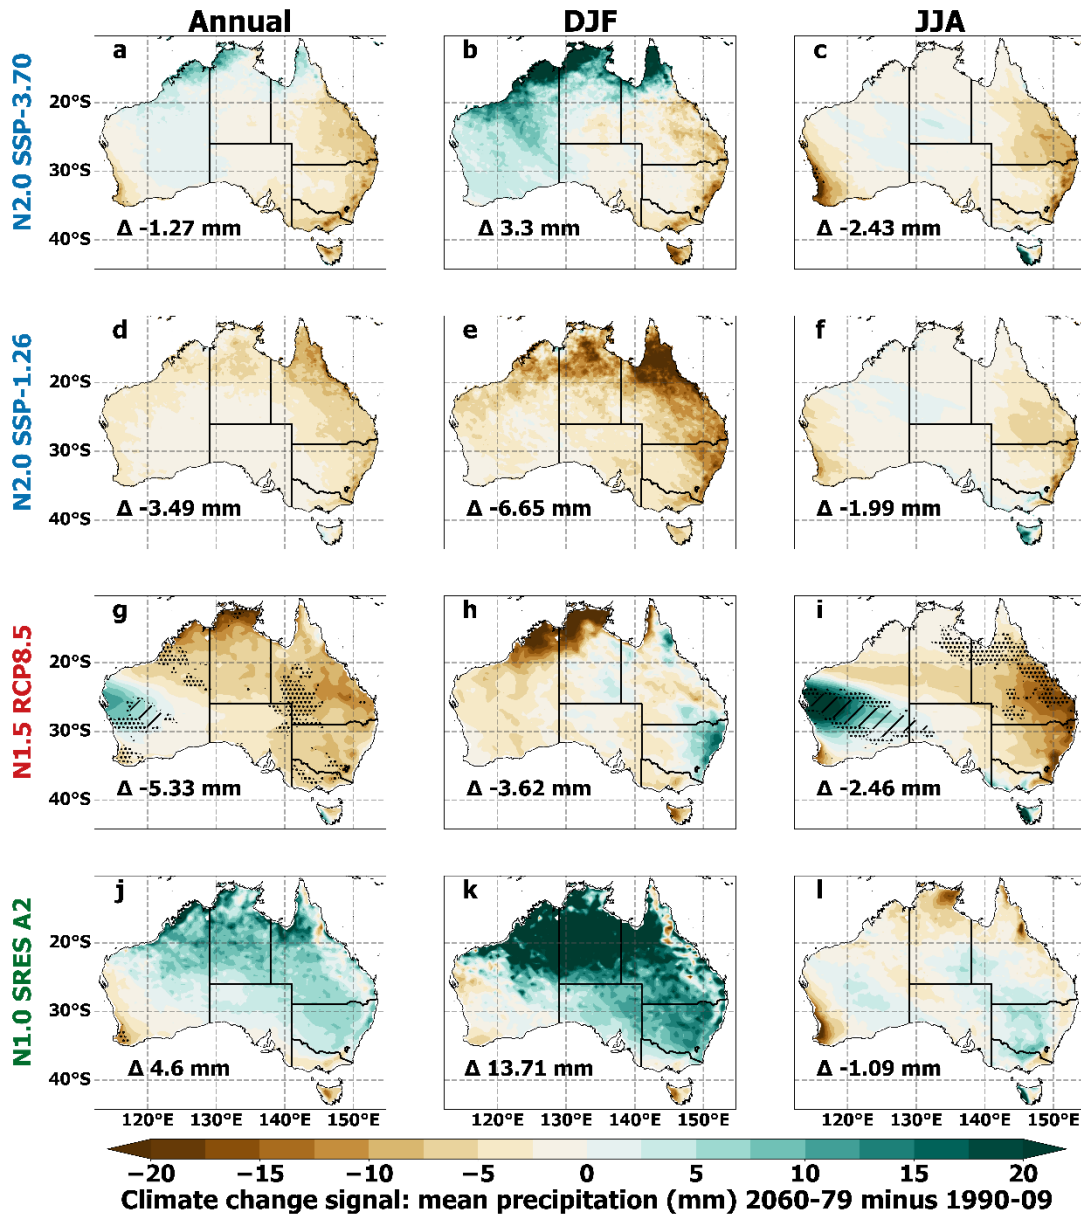 Annual DJF JJA
N2.0 SSP-3.70
a b c
20°S
30°S
40°S
Δ -1.27 mm Δ 3.3 mm Δ -2.43 mm
N2.0 SSP-1.26
d e f
20°S
30°S
40°S
Δ -3.49 mm Δ -6.65 mm Δ -1.99 mm
N1.5 RCP8.5
g h i
20°S
30°S
40°S
Δ -5.33 mm Δ -3.62 mm Δ -2.46 mm
N1.0 SRES A2
j k l
20°S
30°S
40°S
Δ 4.6 mm Δ 13.71 mm Δ -1.09 mm
120°E 130°E 140°E 150°E 120°E 130°E 140°E 150°E 120°E 130°E 140°E 150°E
−20 −15 −10 −5 0 5 10 15 20
Climate change signal: mean precipitation (mm) 2060-79 minus 1990-09